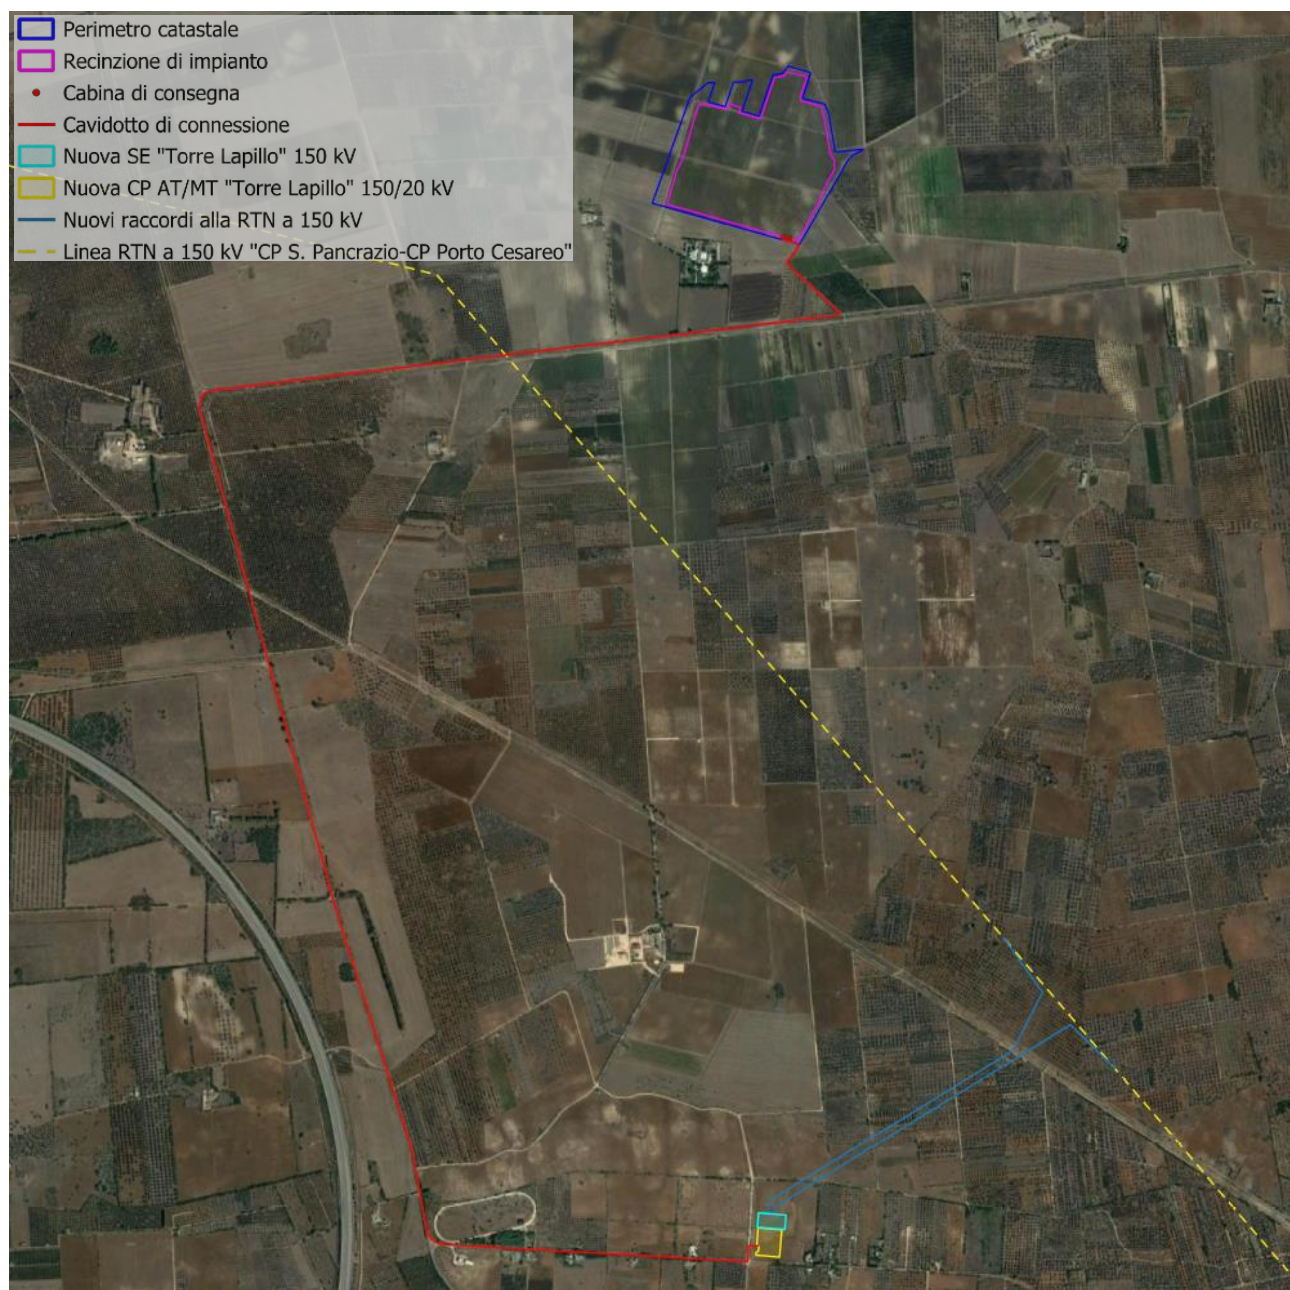 Perimetro catastale
Recinzione di impianto
Cabina di consegna
Cavidotto di connessione
Nuova SE "Torre Lapillo" 150 kV
Nuova CP AT/MT "Torre Lapillo" 150/20 kV
Nuovi raccordi alla RTN a 150 kV
Linea RTN a 150 kV "CP S. Pancrazio-CP Porto Cesareo"